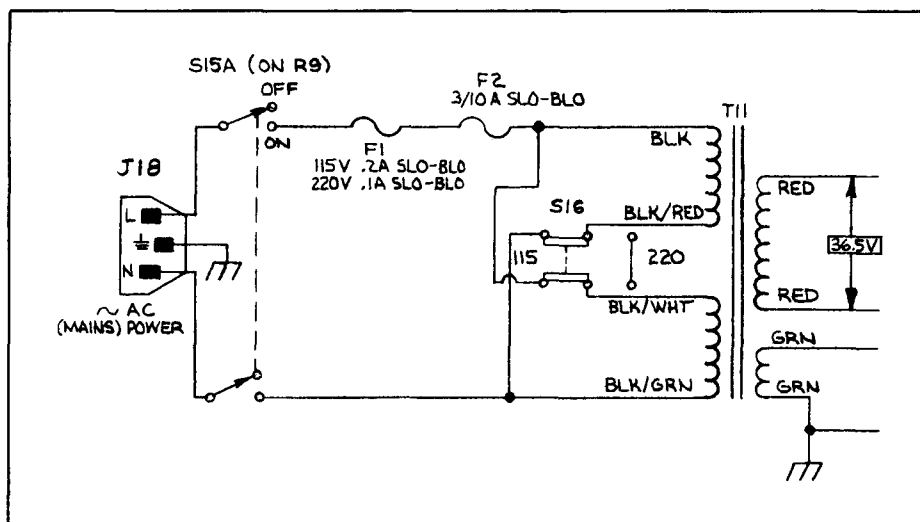 S15A (ON R9)
OFF
ON
F2
3/10 A SLO-BLO
F1
115V .2A SLO-BLO
220V .1A SLO-BLO
T11
J18
L
N
~ AC
(MAINS) POWER
BLK
BLK/RED
S16
115
220
BLK/WHT
BLK/GRN
RED
36.5V
RED
GRN
GRN